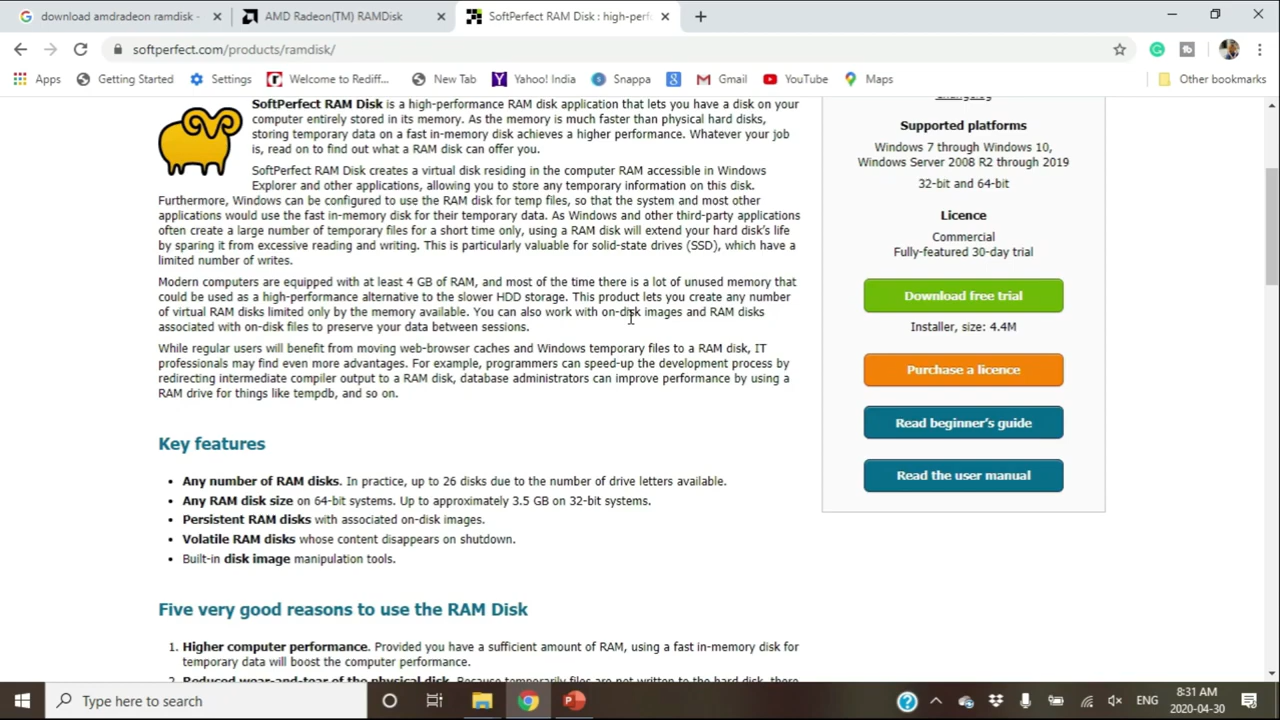 download amdradeon ramdisk -
AMD Radeon(TM) RAMDisk
SoftPerfect RAM Disk : high-perf
softperfect.com/products/ramdisk/
Apps
Getting Started
Settings
Welcome to Rediff...
New Tab
Yahoo! India
Snappa
Gmail
YouTube
Maps
Other bookmarks
SoftPerfect RAM Disk is a high-performance RAM disk application that lets you have a disk on your
computer entirely stored in its memory. As the memory is much faster than physical hard disks,
storing temporary data on a fast in-memory disk achieves a higher performance. Whatever your job
is, read on to find out what a RAM disk can offer you.
SoftPerfect RAM Disk creates a virtual disk residing in the computer RAM accessible in Windows
Explorer and other applications, allowing you to store any temporary information on this disk.
Furthermore, Windows can be configured to use the RAM disk for temp files, so that the system and most other
applications would use the fast in-memory disk for their temporary data. As Windows and other third-party applications
often create a large number of temporary files for a short time only, using a RAM disk will extend your hard disk's life
by sparing it from excessive reading and writing. This is particularly valuable for solid-state drives (SSD), which have a
limited number of writes.
Modern computers are equipped with at least 4 GB of RAM, and most of the time there is a lot of unused memory that
could be used as a high-performance alternative to the slower HDD storage. This product lets you create any number
of virtual RAM disks limited only by the memory available. You can also work with on-disk images and RAM disks
associated with on-disk files to preserve your data between sessions.
While regular users will benefit from moving web-browser caches and Windows temporary files to a RAM disk, IT
professionals may find even more advantages. For example, programmers can speed-up the development process by
redirecting intermediate compiler output to a RAM disk, database administrators can improve performance by using a
RAM drive for things like tempdb, and so on.
Key features
• Any number of RAM disks. In practice, up to 26 disks due to the number of drive letters available.
• Any RAM disk size on 64-bit systems. Up to approximately 3.5 GB on 32-bit systems.
• Persistent RAM disks with associated on-disk images.
• Volatile RAM disks whose content disappears on shutdown.
• Built-in disk image manipulation tools.
Five very good reasons to use the RAM Disk
1. Higher computer performance. Provided you have a sufficient amount of RAM, using a fast in-memory disk for
temporary data will boost the computer performance.
2. Reduced wear-and-tear of the physical disk. Because temporarily files are not written to the hard disk, there
Changelog
Supported platforms
Windows 7 through Windows 10,
Windows Server 2008 R2 through 2019
32-bit and 64-bit
Licence
Commercial
Fully-featured 30-day trial
Download free trial
Installer, size: 4.4M
Purchase a licence
Read beginner's guide
Read the user manual
Type here to search
ENG
8:31 AM
2020-04-30